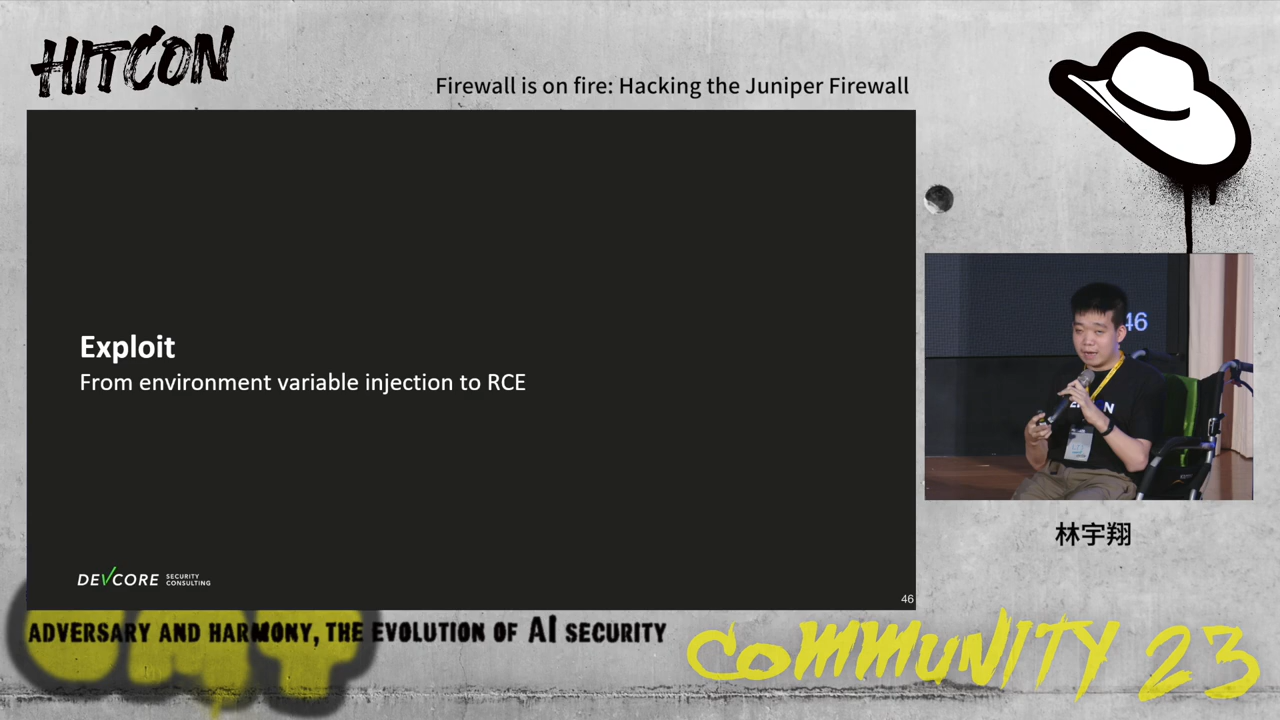 HITCON
Firewall is on fire: Hacking the Juniper Firewall
Exploit
From environment variable injection to RCE
DEVCORE SECURITY CONSULTING
46
46
林宇翔
ADVERSARY AND HARMONY, THE EVOLUTION OF AI SECURITY
COMMUNITY 23